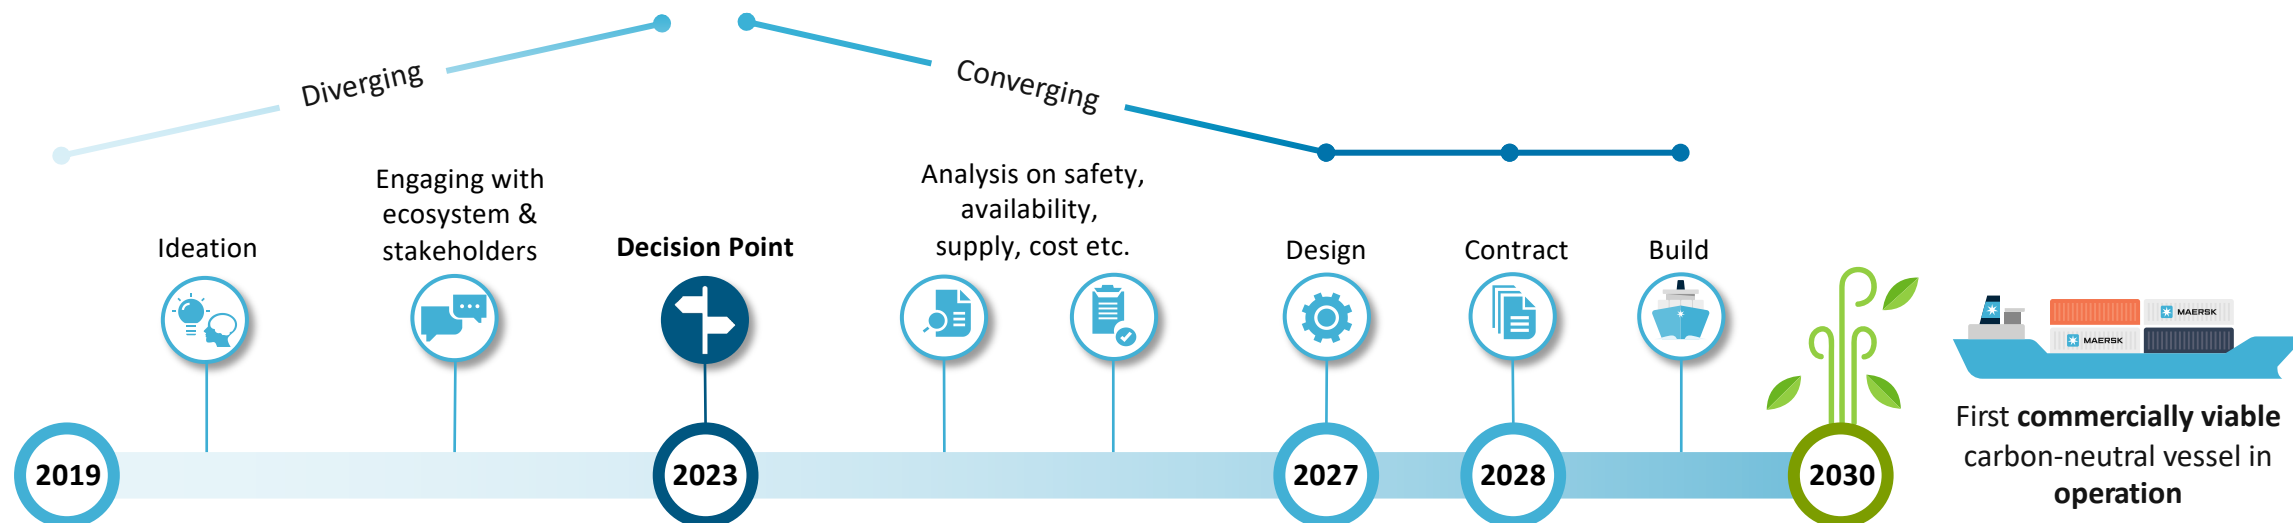 Diverging
Converging
Ideation
Engaging with
ecosystem &
stakeholders
Decision Point
Analysis on safety,
availability,
supply, cost etc.
Design
Contract
Build
MAERSK
MAERSK
2019
2023
2027
2028
2030
First commercially viable
carbon-neutral vessel in
operation